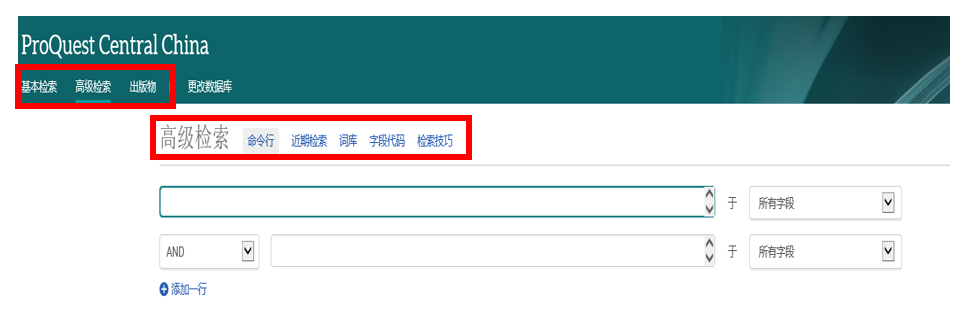 ProQuest Central China
基本检索 高级检索 出版物 更改数据库
高级检索 命令行 近期检索 词库 字段代码 检索技巧
于 所有字段
AND 于 所有字段
添加一行